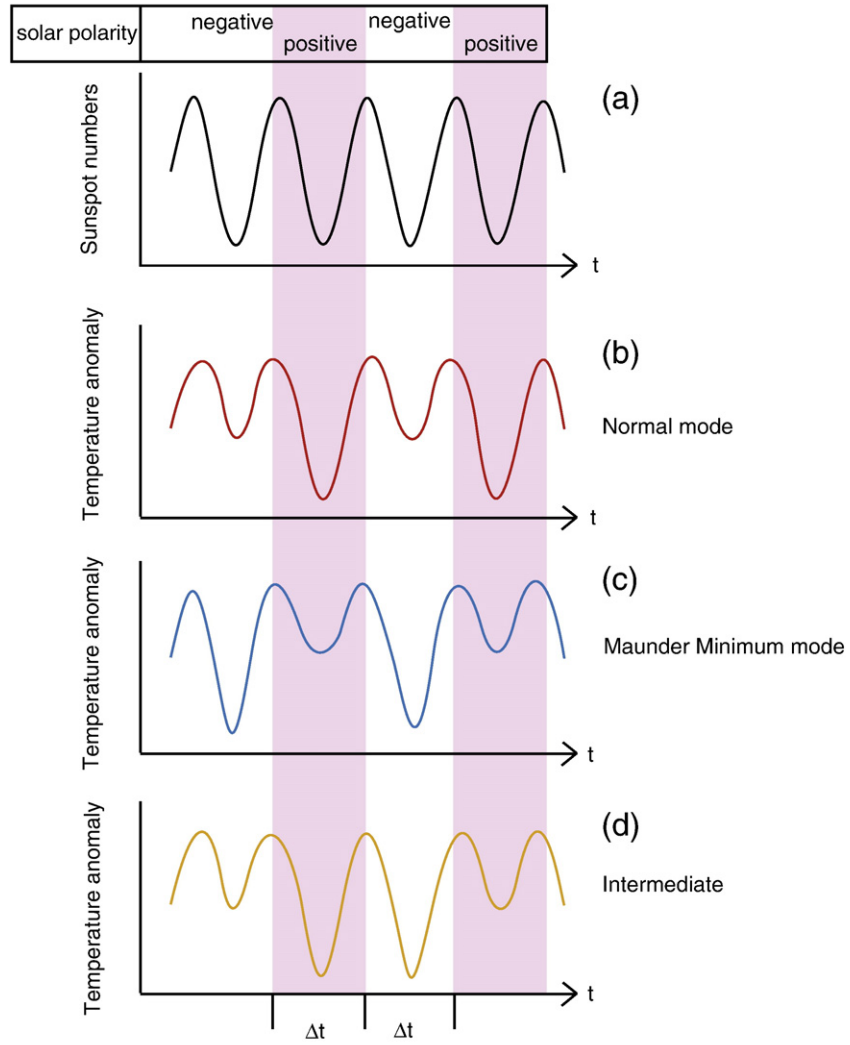 solar polarity
negative
positive
negative
positive
Sunspot numbers
t
(a)
Temperature anomaly
t
(b)
Normal mode
Temperature anomaly
t
(c)
Maunder Minimum mode
Temperature anomaly
t
(d)
Intermediate
Δt
Δt